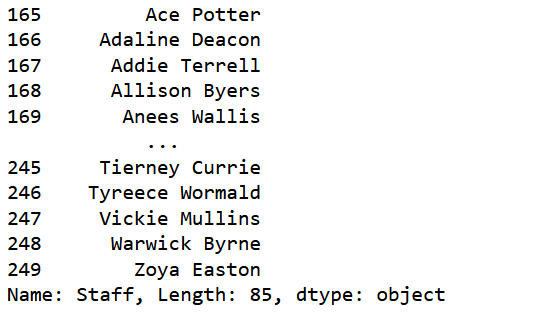 165         Ace Potter
166     Adaline Deacon
167      Addie Terrell
168      Allison Byers
169       Anees Wallis
            ...
245     Tierney Currie
246    Tyreece Wormald
247     Vickie Mullins
248      Warwick Byrne
249        Zoya Easton
Name: Staff, Length: 85, dtype: object